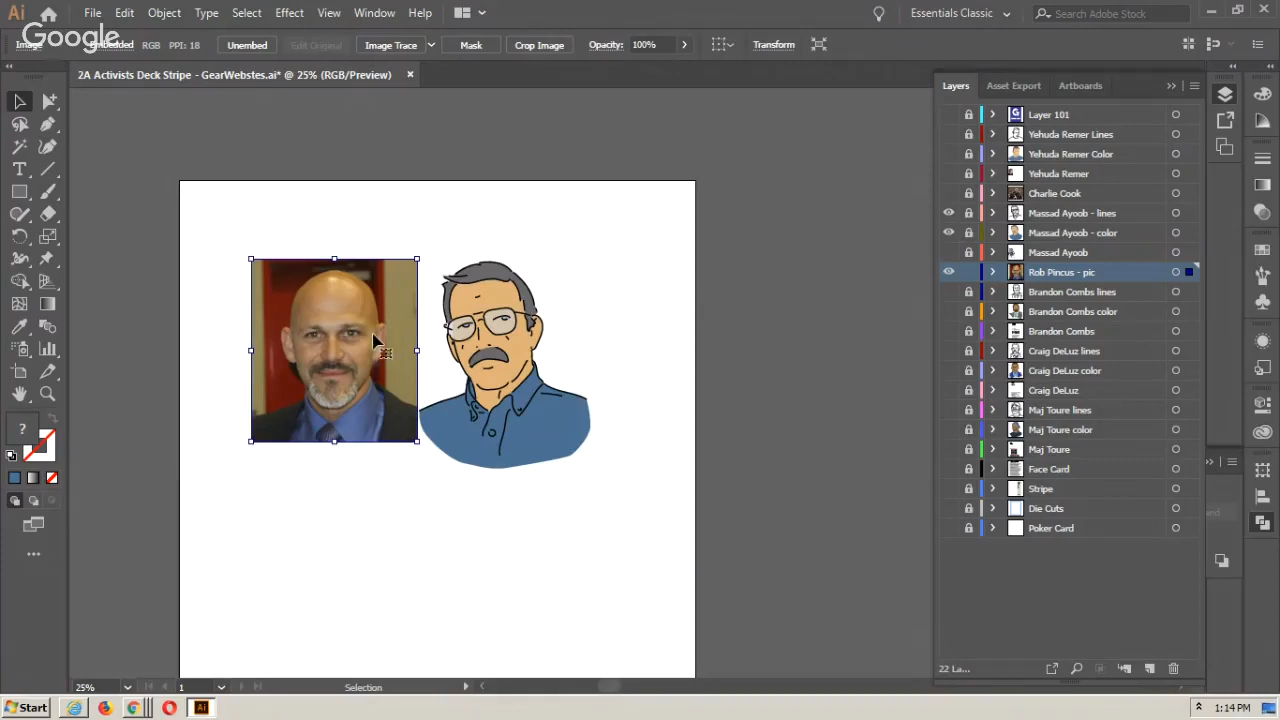 Ai File Edit Object Type Select Effect View Window Help Essentials Classic Search Adobe Stock
Google
Image Embedded RGB PPI: 18 Unembed Edit Original Image Trace Mask Crop Image Opacity: 100% Transform
2A Activists Deck Stripe - GearWebstes.ai* @ 25% (RGB/Preview)
Layers Asset Export Artboards
Layer 101
Yehuda Remer Lines
Yehuda Remer Color
Yehuda Remer
Charlie Cook
Massad Ayoob - lines
Massad Ayoob - color
Massad Ayoob
Rob Pincus - pic
Brandon Combs lines
Brandon Combs color
Brandon Combs
Craig DeLuz lines
Craig DeLuz color
Craig DeLuz
Maj Toure lines
Maj Toure color
Maj Toure
Face Card
Stripe
Die Cuts
Poker Card
?
22 La...
25% 1 Selection
Start Ai 1:14 PM